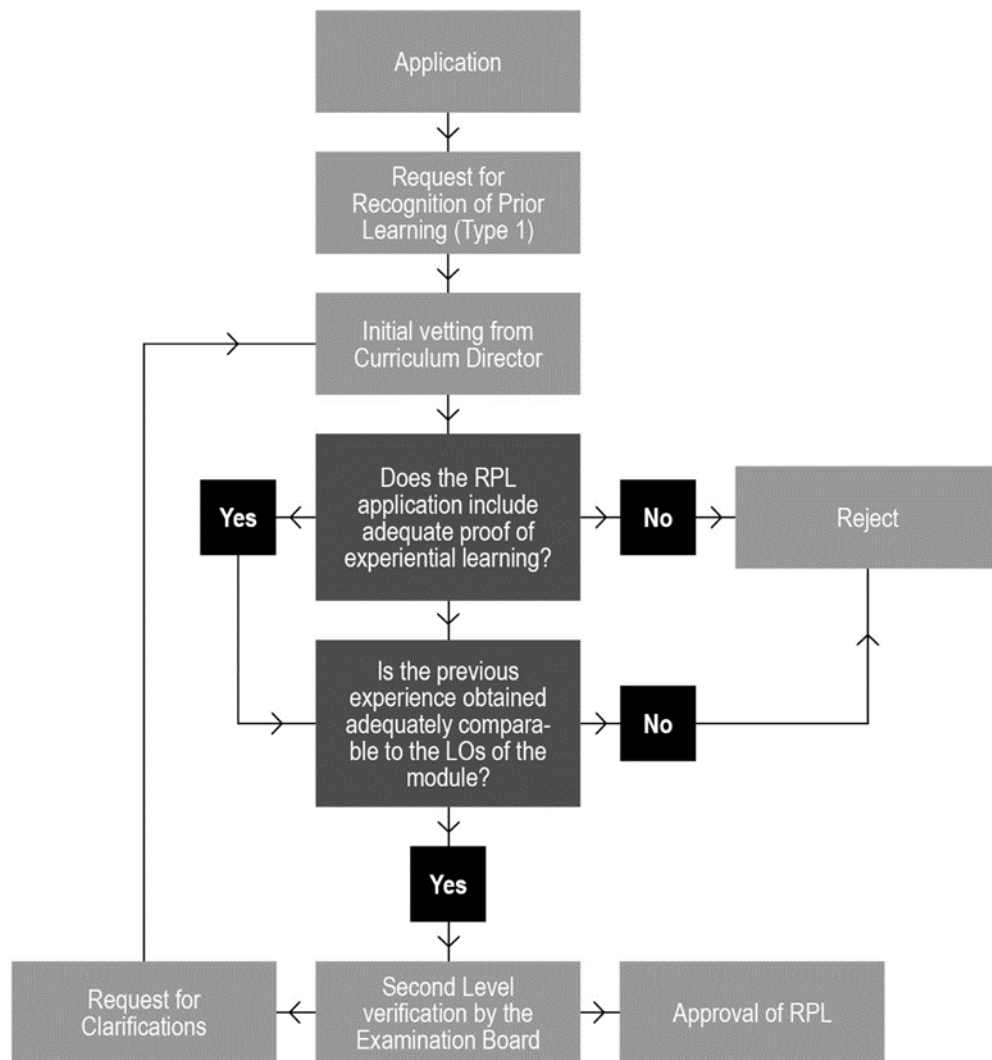 Application
Request for
Recognition of Prior
Learning (Type 1)
Initial vetting from
Curriculum Director
Does the RPL
application include
adequate proof of
experiential learning?
Yes
No
Reject
Is the previous
experience obtained
adequately compara-
ble to the LOs of the
module?
No
Yes
Request for
Clarifications
Second Level
verification by the
Examination Board
Approval of RPL